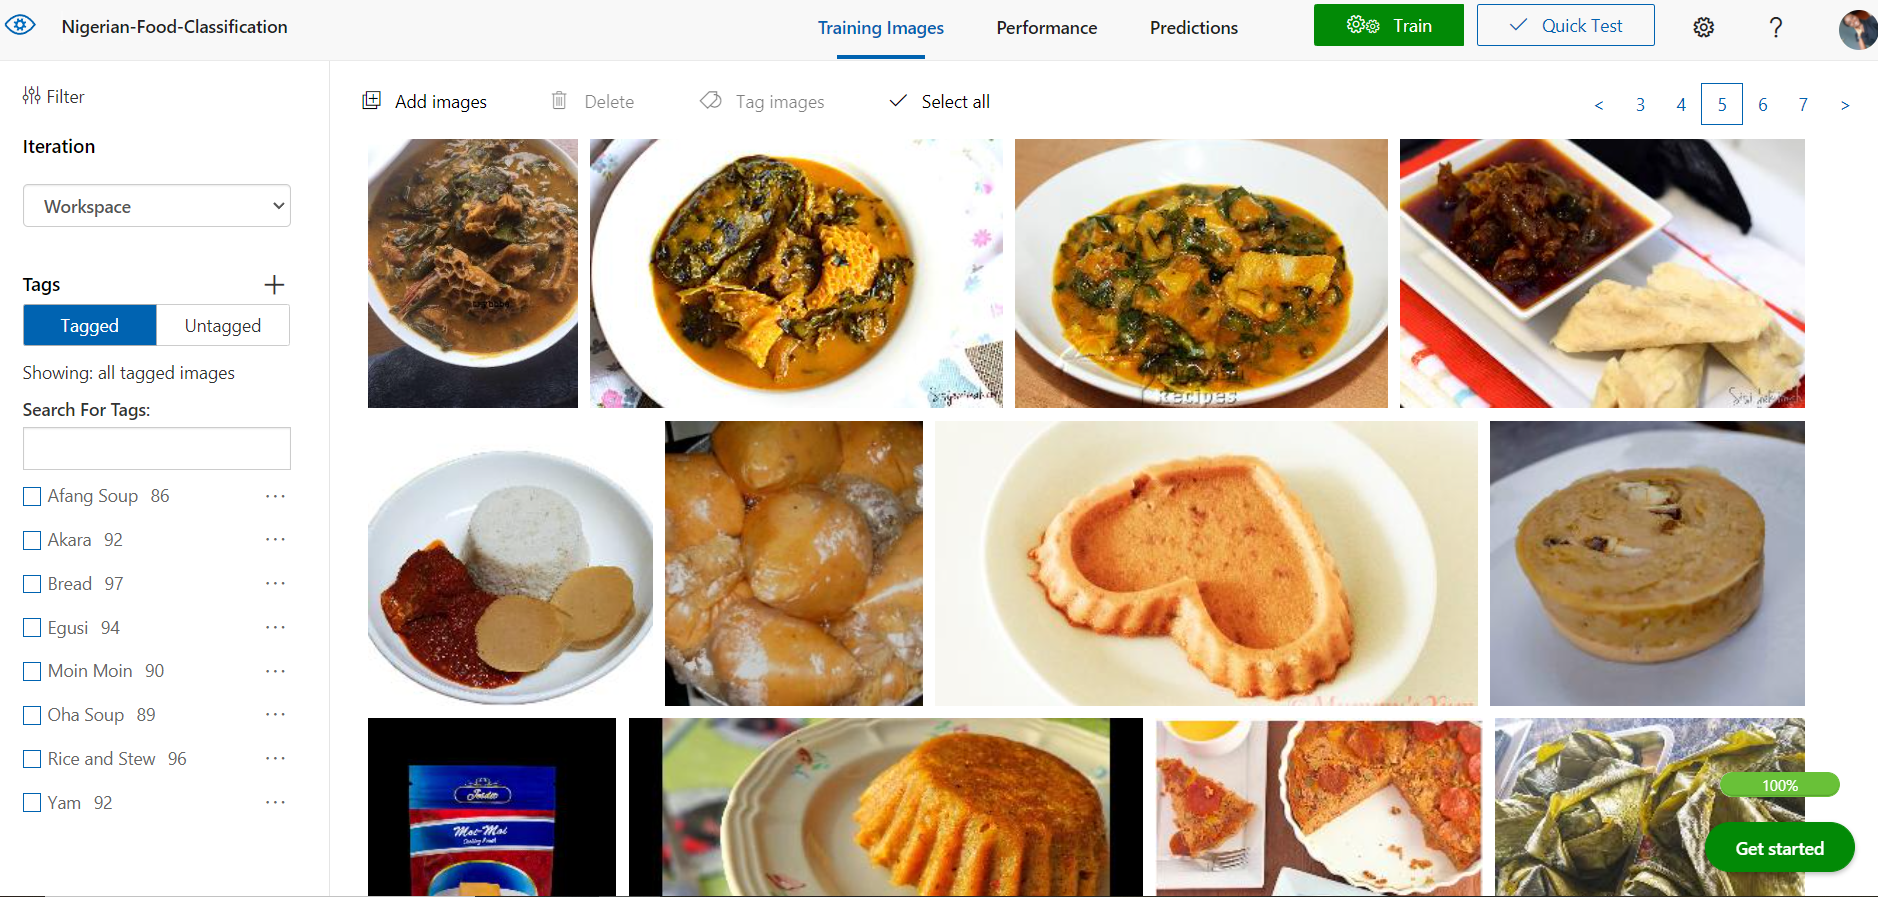 Nigerian-Food-Classification
Training Images
Performance
Predictions
Train
Quick Test
?
Filter
Iteration
Workspace
Tags
Tagged
Untagged
Showing: all tagged images
Search For Tags:
Afang Soup 86
Akara 92
Bread 97
Egusi 94
Moin Moin 90
Oha Soup 89
Rice and Stew 96
Yam 92
Add images
Delete
Tag images
Select all
< 3 4 5 6 7 >
Recipes
Moi-Moi
100%
Get started